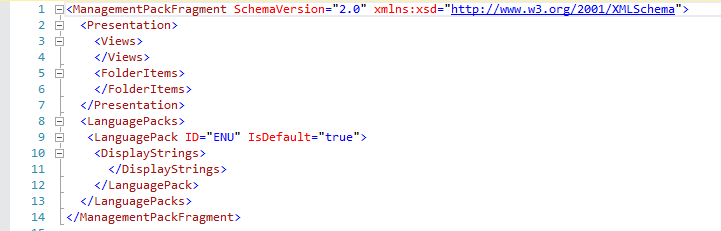 1 <ManagementPackFragment SchemaVersion="2.0" xmlns:xsd="http://www.w3.org/2001/XMLSchema">
2 <Presentation>
3 <Views>
4 </Views>
5 <FolderItems>
6 </FolderItems>
7 </Presentation>
8 <LanguagePacks>
9 <LanguagePack ID="ENU" IsDefault="true">
10 <DisplayStrings>
11 </DisplayStrings>
12 </LanguagePack>
13 </LanguagePacks>
14 </ManagementPackFragment>